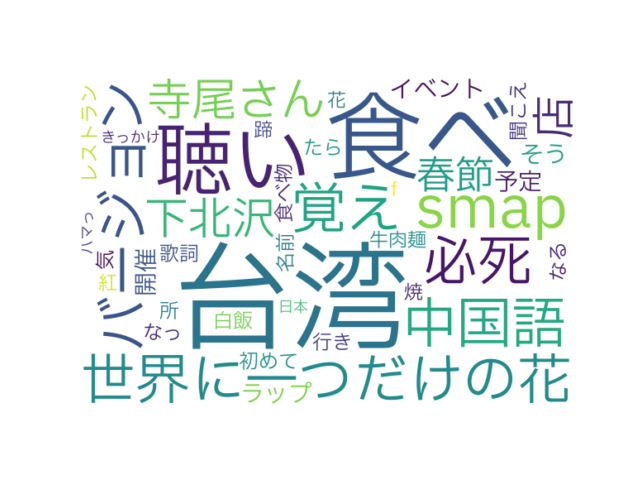 レストラン
きっかけ
ハマっ
バージョン
寺尾さん
花
イベント
聞こえ
店
聴い
蹄
たら
食べ
そう
春節
予定
f
食べ物
下北沢
覚え
smap
気
紅
開催
歌詞
名前
牛肉麺
必死
なる
台湾
所
なっ
白飯
日本
焼
行き
中国語
初めて
世界に一つだけの花
ラップ